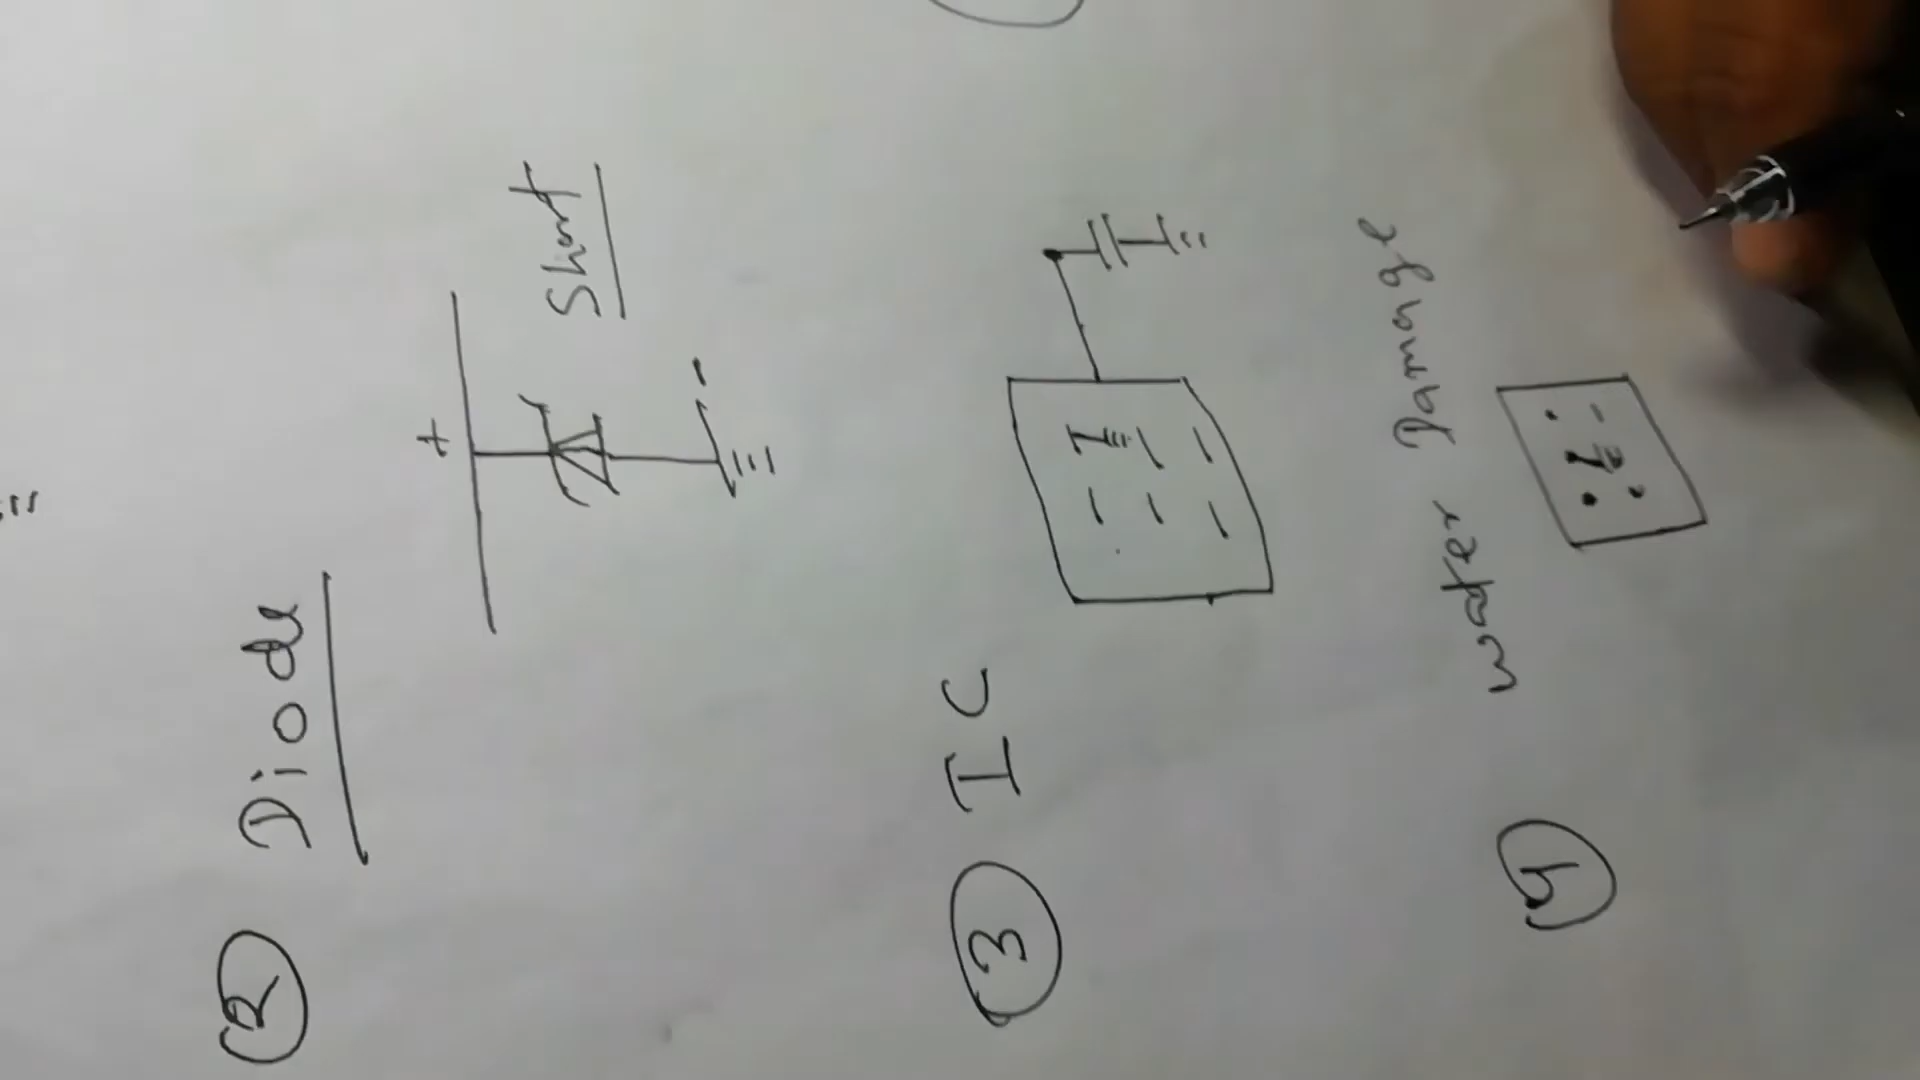 ② Diode
+
-
Short
③ IC
④ water Damage